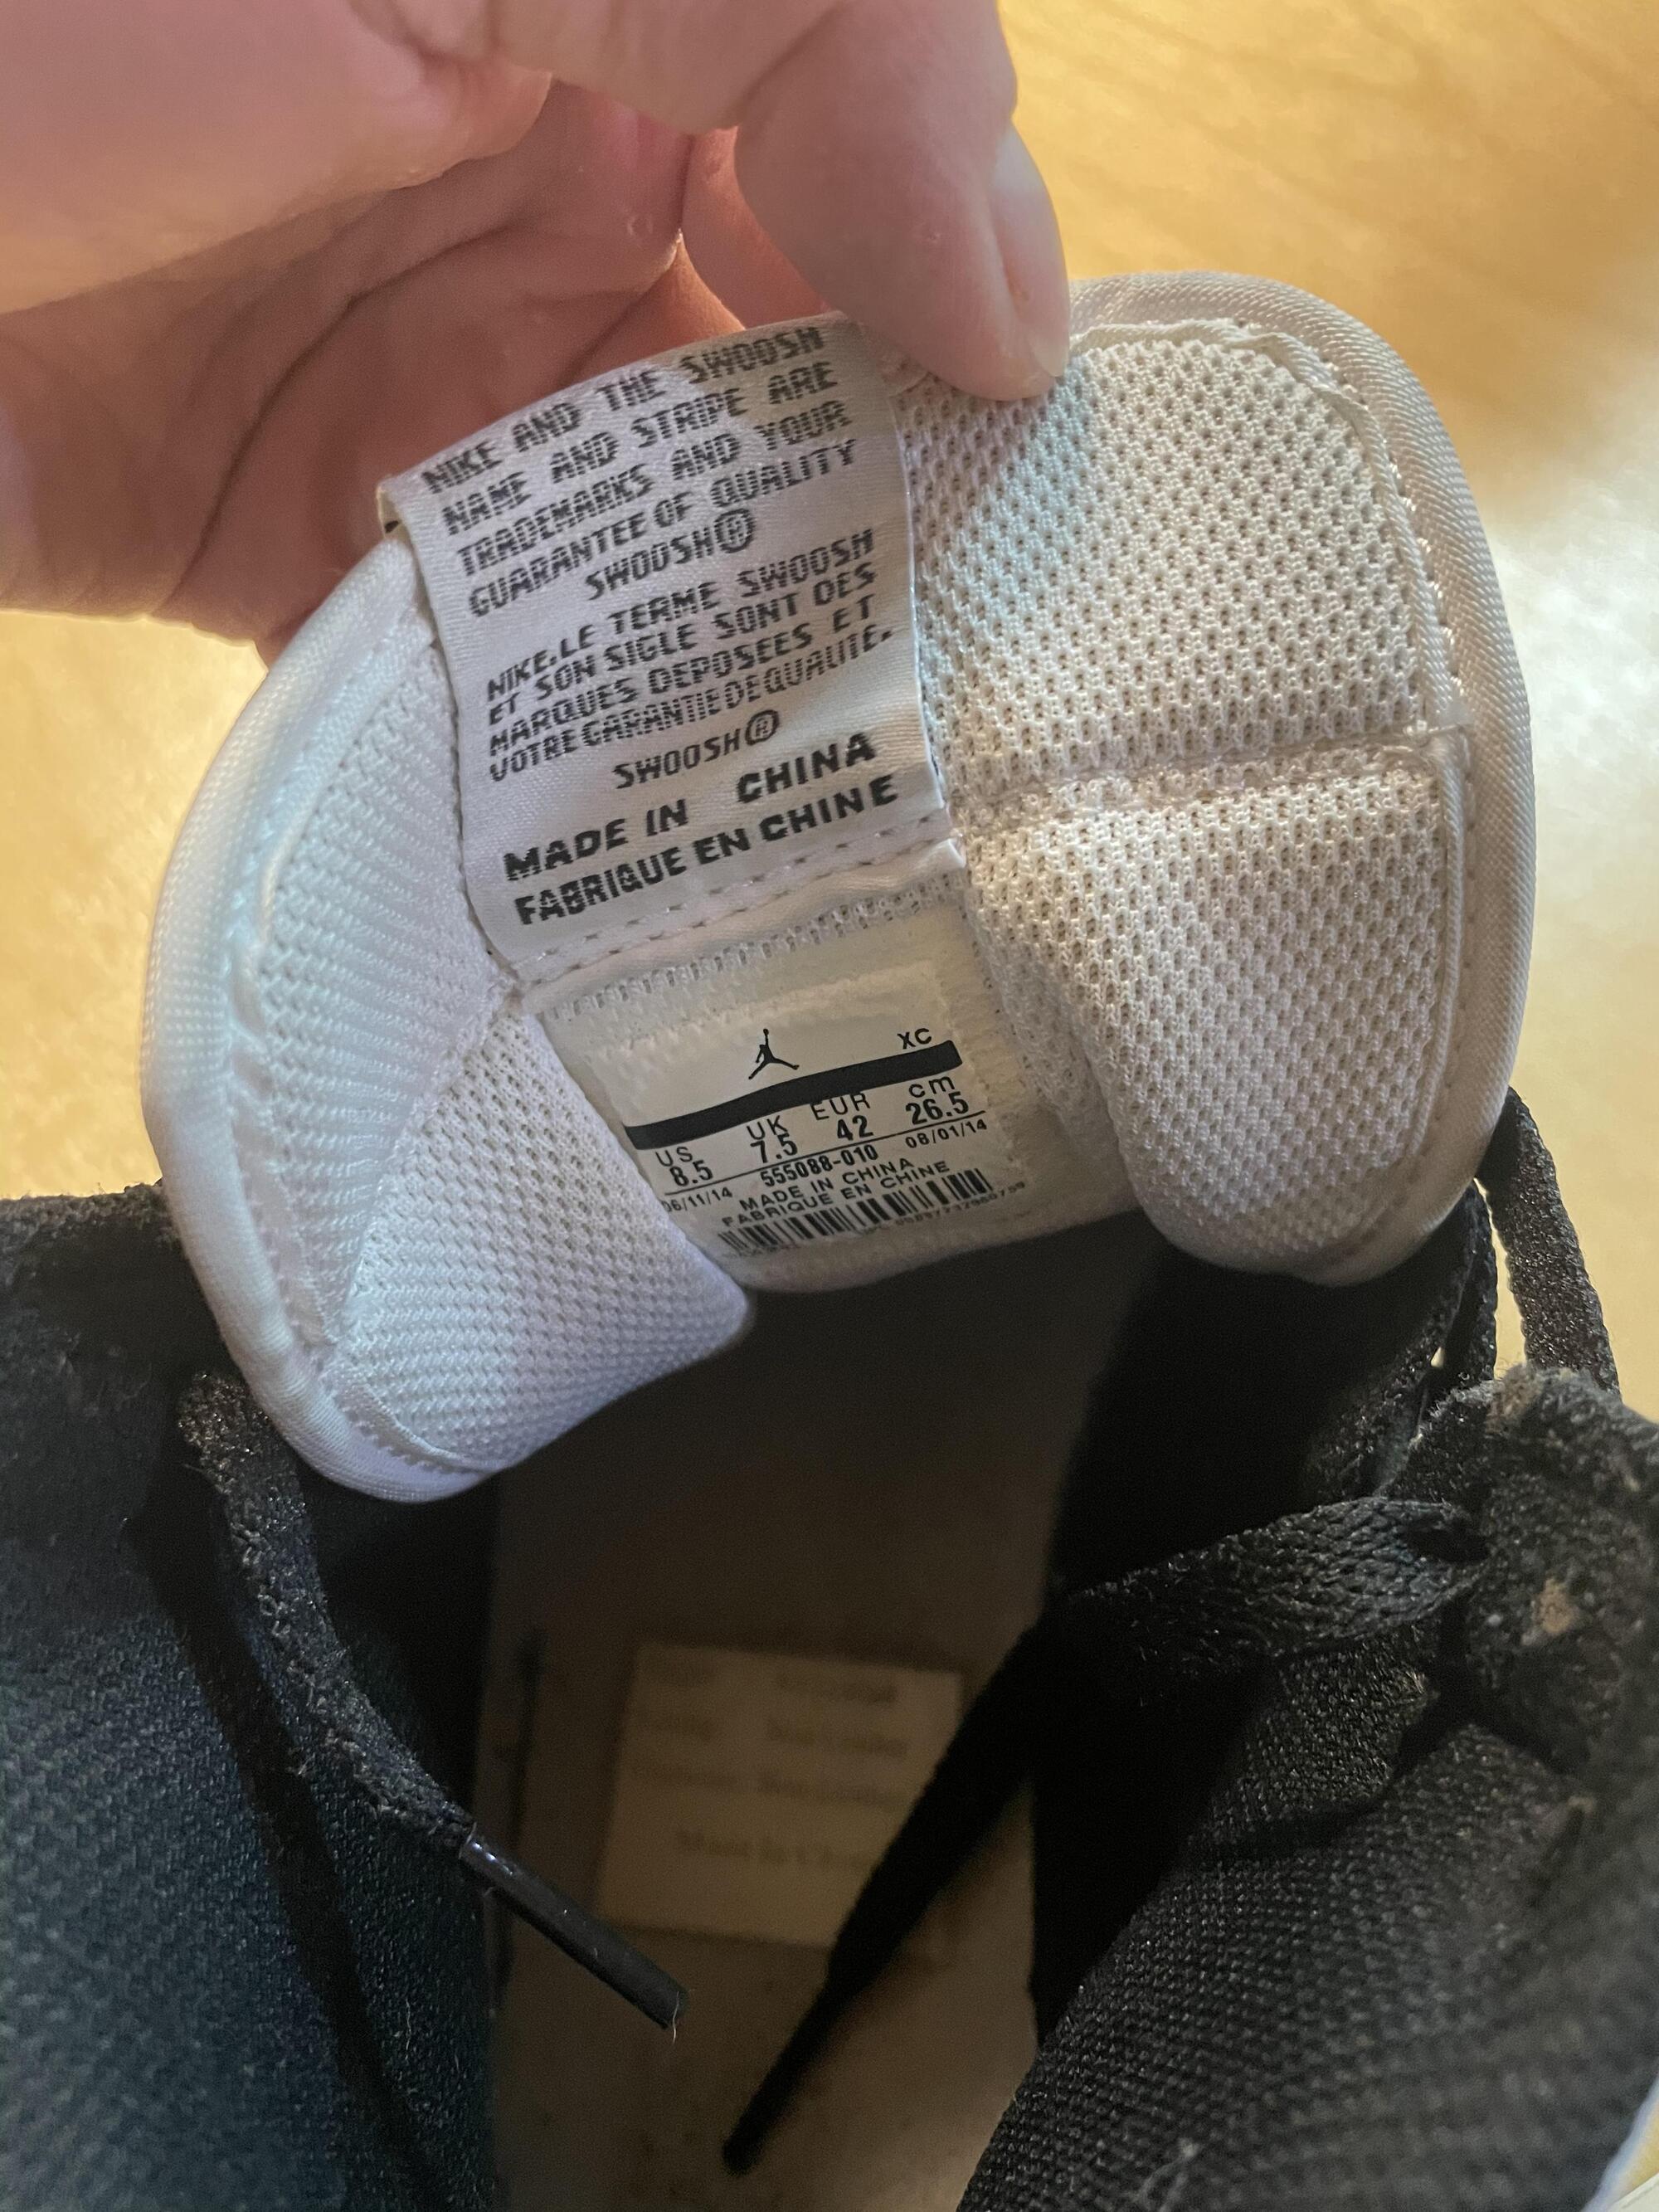 NIKE AND THE SWOOSH
NAME AND STRIPE ARE
TRADEMARKS AND YOUR
GUARANTEE OF QUALITY
SWOOSH®
NIKE.LE TERME SWOOSH
ET SON SIGLE SONT DES
MARQUES DEPOSEES ET
VOTRE GARANTIE DE QUALITE.
SWOOSH®
MADE IN CHINA
FABRIQUE EN CHINE
XC
US UK EUR cm
8.5 7.5 42 26.5
06/11/14 555088-010 08/01/14
MADE IN CHINA
FABRIQUE EN CHINE